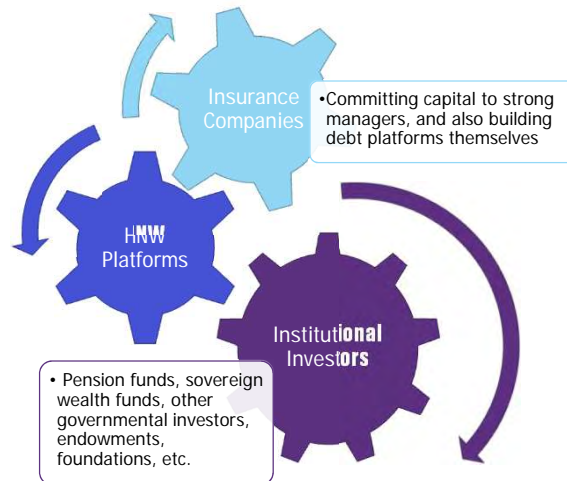 Insurance
Companies
•Committing capital to strong
managers, and also building
debt platforms themselves
HNW
Platforms
Institutional
Investors
• Pension funds, sovereign
wealth funds, other
governmental investors,
endowments,
foundations, etc.